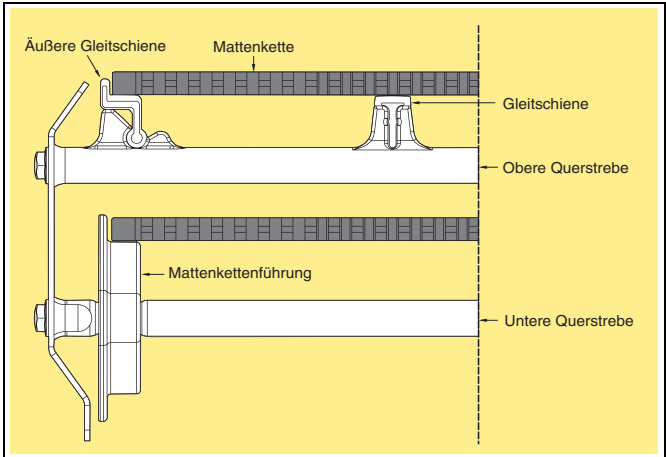 Äußere Gleitschiene
Mattenkette
Gleitschiene
Obere Querstrebe
Mattenkettenführung
Untere Querstrebe